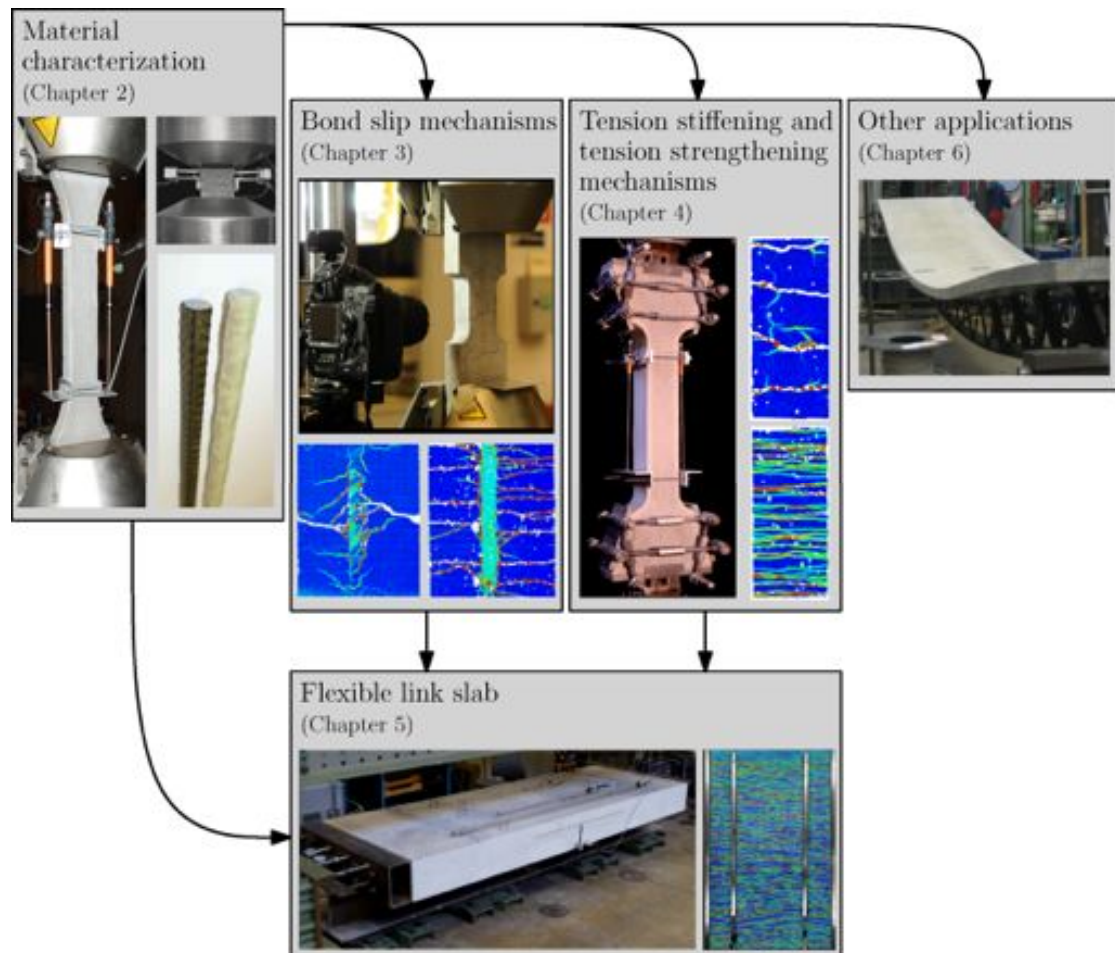 Material
characterization
(Chapter 2)
Bond slip mechanisms
(Chapter 3)
Tension stiffening and
tension strengthening
mechanisms
(Chapter 4)
Other applications
(Chapter 6)
Flexible link slab
(Chapter 5)